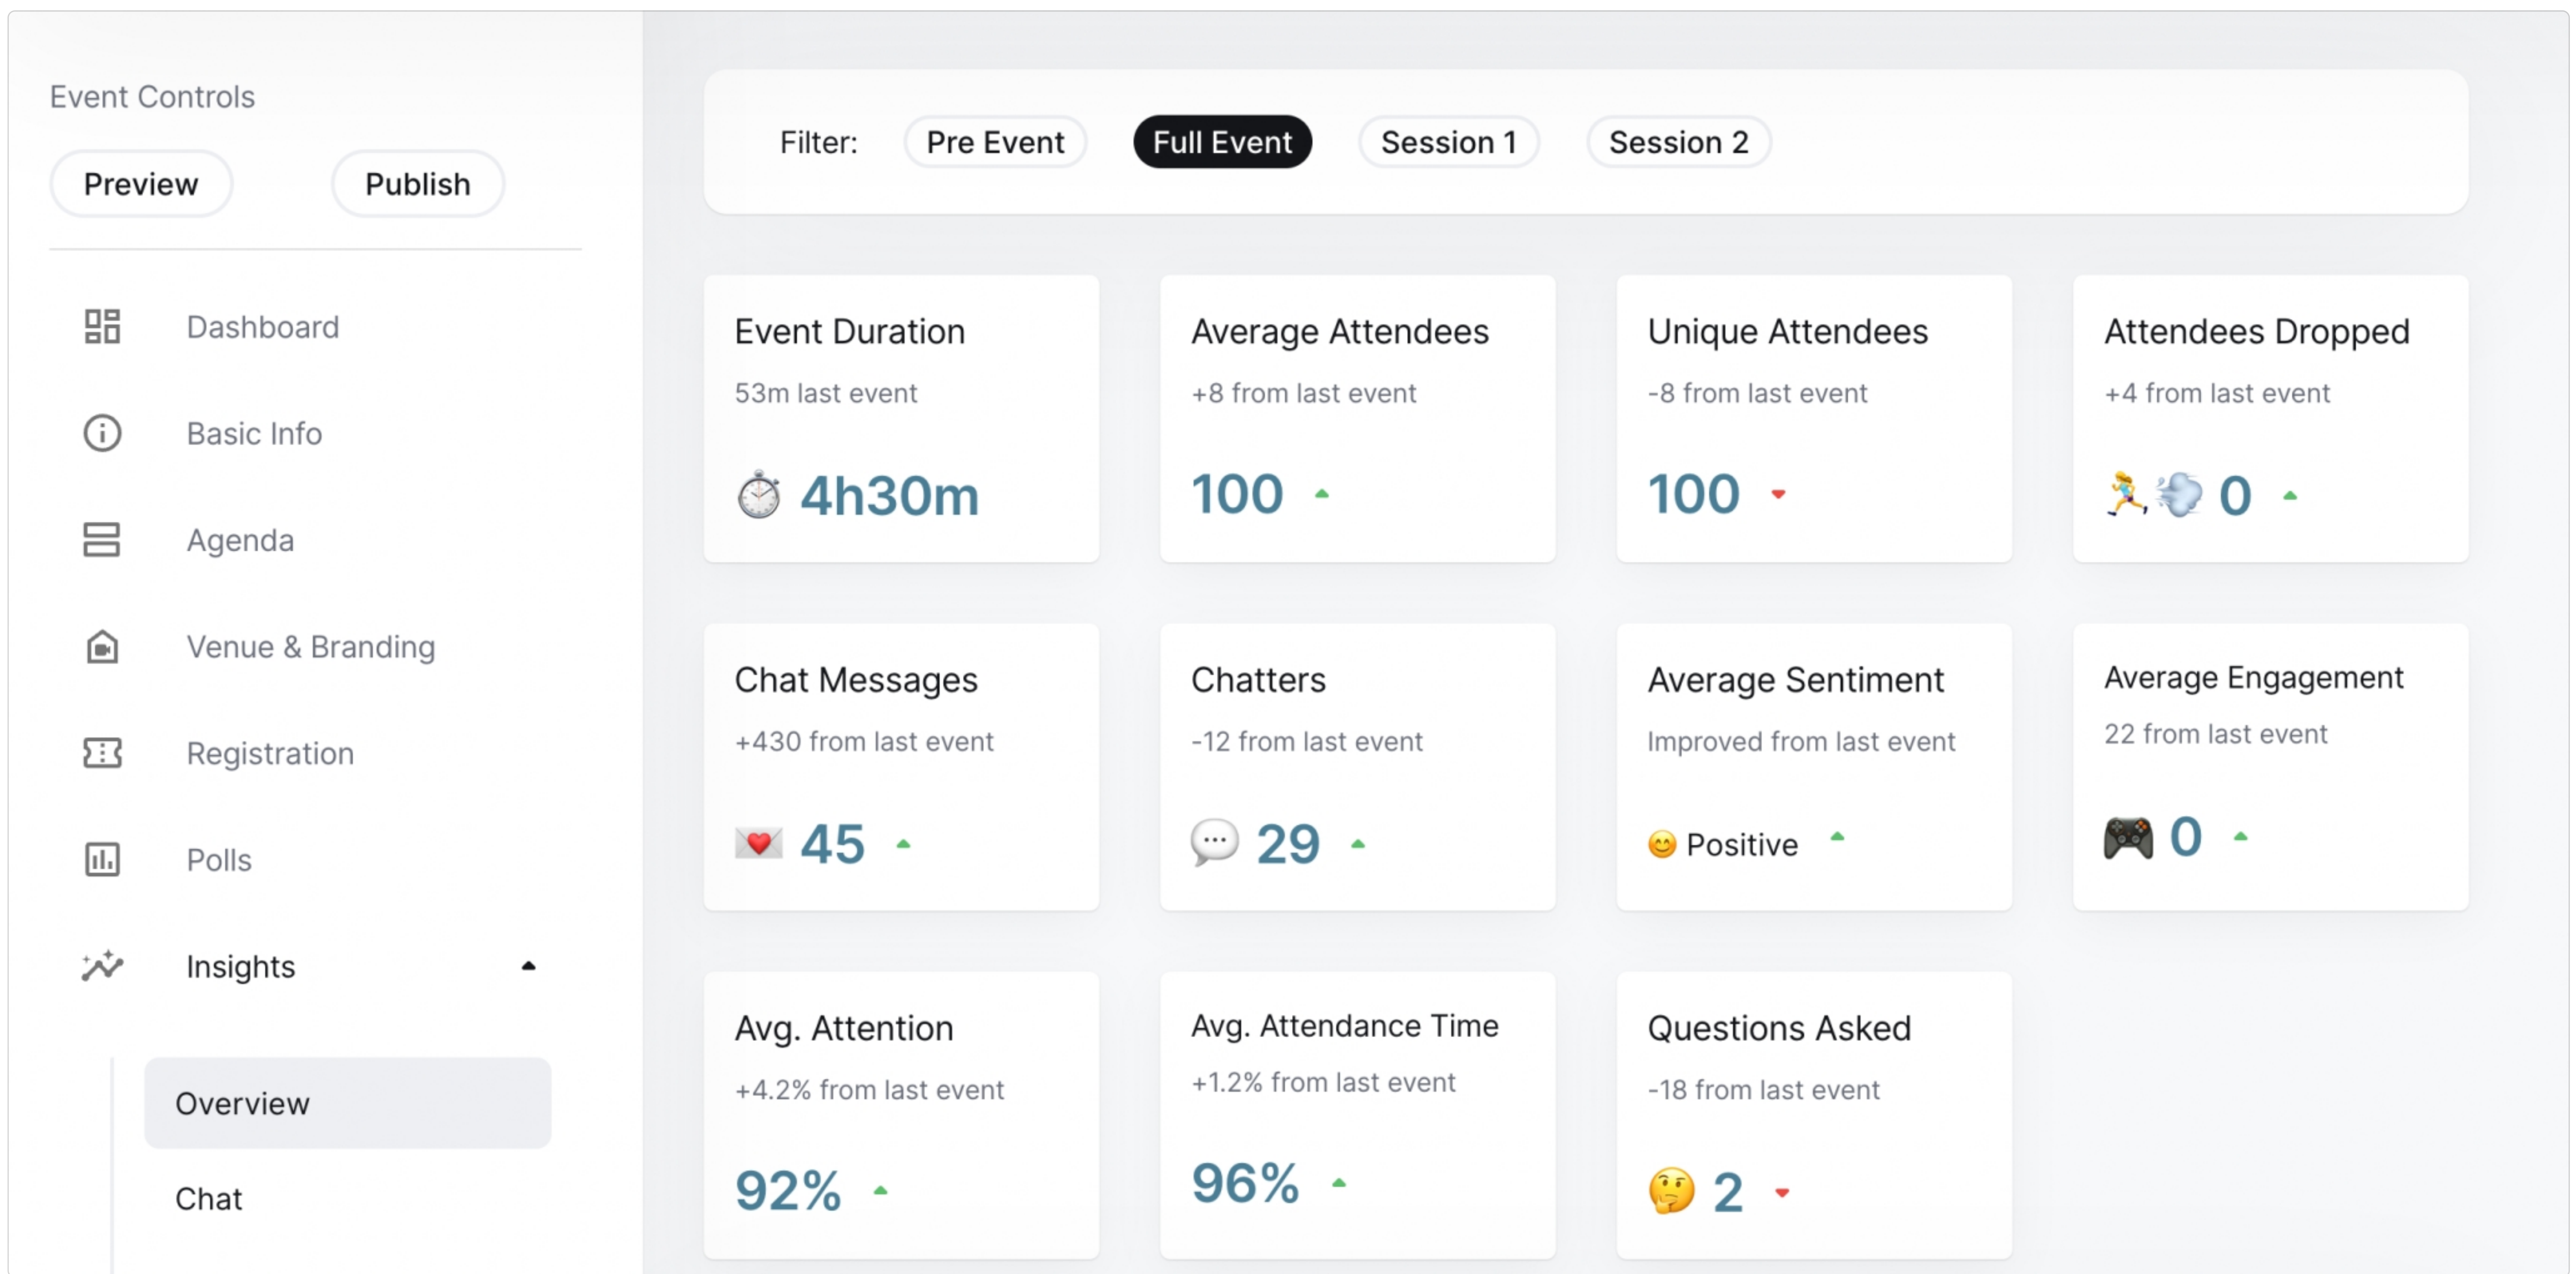 Event Controls
Preview Publish
Dashboard
Basic Info
Agenda
Venue & Branding
Registration
Polls
Insights
Overview
Chat
Filter: Pre Event Full Event Session 1 Session 2
Event Duration
53m last event
4h30m
Average Attendees
+8 from last event
100
Unique Attendees
-8 from last event
100
Attendees Dropped
+4 from last event
0
Chat Messages
+430 from last event
45
Chatters
-12 from last event
29
Average Sentiment
Improved from last event
Positive
Average Engagement
22 from last event
0
Avg. Attention
+4.2% from last event
92%
Avg. Attendance Time
+1.2% from last event
96%
Questions Asked
-18 from last event
2